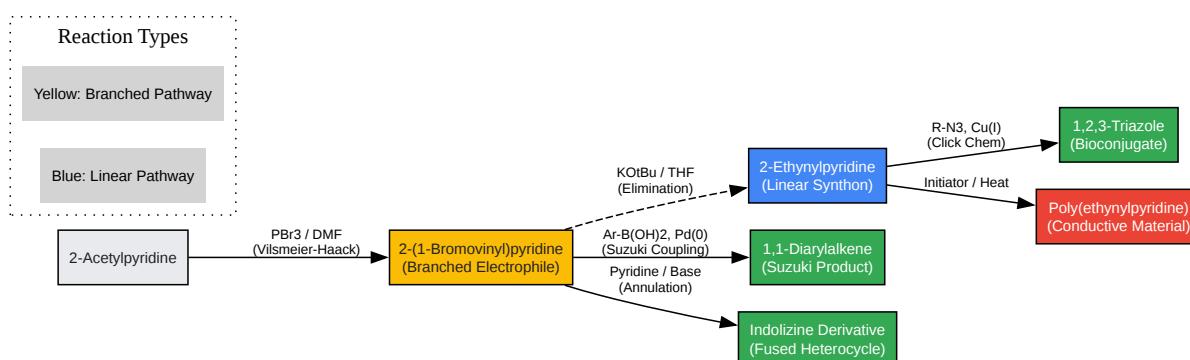 Reaction Types
Yellow: Branched Pathway
Blue: Linear Pathway
2-Acetylpyridine
PBr3 / DMF
(Vilsmeier-Haack)
2-(1-Bromovinyl)pyridine
(Branched Electrophile)
KOtBu / THF
(Elimination)
Ar-B(OH)2, Pd(0)
(Suzuki Coupling)
Pyridine / Base
(Annulation)
2-Ethynylpyridine
(Linear Synthon)
1,1-Diarylalkene
(Suzuki Product)
Indolizine Derivative
(Fused Heterocycle)
R-N3, Cu(I)
(Click Chem)
Initiator / Heat
1,2,3-Triazole
(Bioconjugate)
Poly(ethynylpyridine)
(Conductive Material)